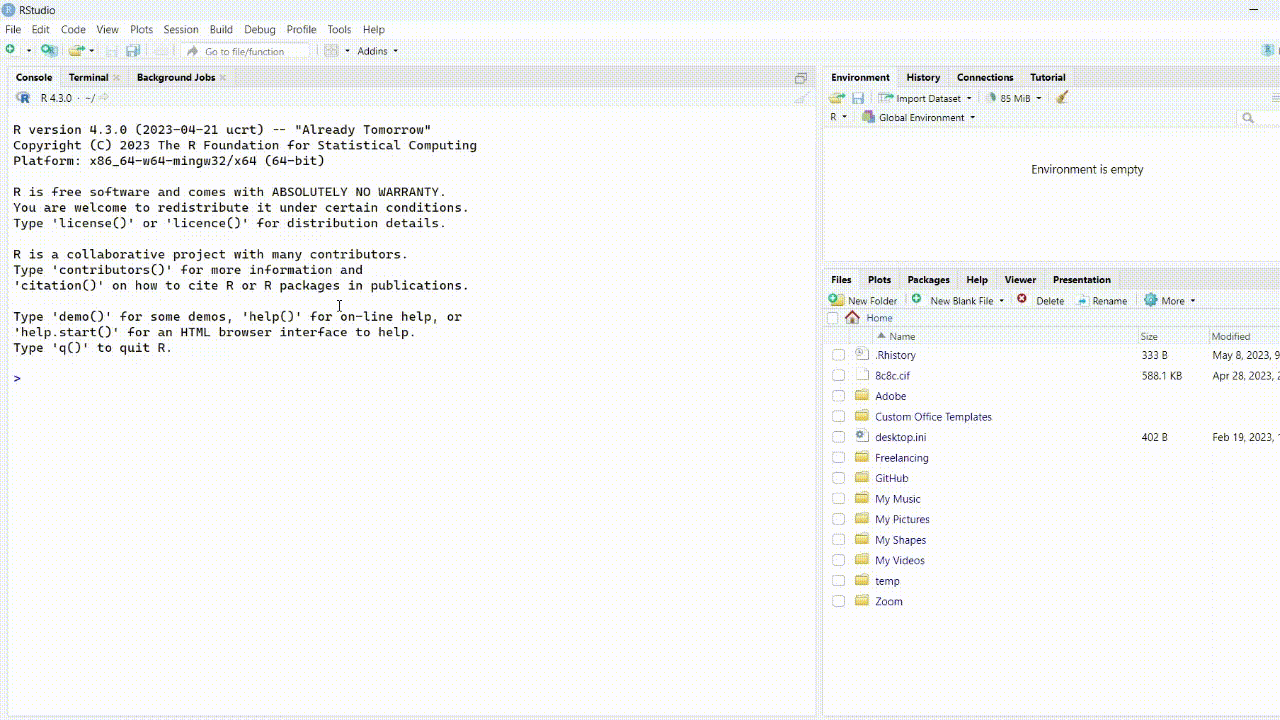 RStudio
File Edit Code View Plots Session Build Debug Profile Tools Help
Go to file/function Addins
Console Terminal Background Jobs
R 4.3.0 · ~/
R version 4.3.0 (2023-04-21 ucrt) -- "Already Tomorrow"
Copyright (C) 2023 The R Foundation for Statistical Computing
Platform: x86_64-w64-mingw32/x64 (64-bit)
R is free software and comes with ABSOLUTELY NO WARRANTY.
You are welcome to redistribute it under certain conditions.
Type 'license()' or 'licence()' for distribution details.
R is a collaborative project with many contributors.
Type 'contributors()' for more information and
'citation()' on how to cite R or R packages in publications.
Type 'demo()' for some demos, 'help()' for on-line help, or
'help.start()' for an HTML browser interface to help.
Type 'q()' to quit R.
>
Environment History Connections Tutorial
Import Dataset 85 MiB
R Global Environment
Environment is empty
Files Plots Packages Help Viewer Presentation
New Folder New Blank File Delete Rename More
Home
Name Size Modified
.Rhistory 333 B May 8, 2023, 9
8c8c.cif 588.1 KB Apr 28, 2023, 2
Adobe
Custom Office Templates
desktop.ini 402 B Feb 19, 2023, 1
Freelancing
GitHub
My Music
My Pictures
My Shapes
My Videos
temp
Zoom